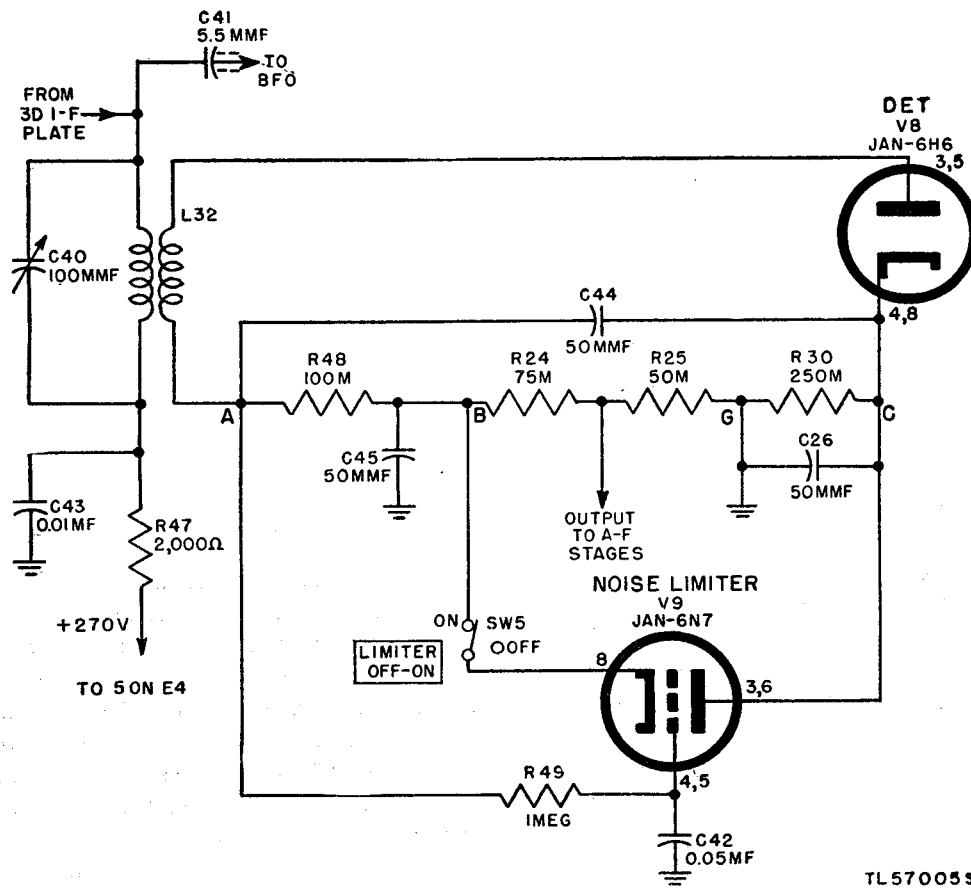 C41
5.5 MMF
TO
BFO
FROM
3D I-F
PLATE
DET
V8
JAN-6H6
3,5
L32
C40
100MMF
C44
50MMF
4,8
R48
100M
R24
75M
R25
50M
R30
250M
A
B
G
C
C45
50MMF
C26
50MMF
C43
0.01MF
R47
2,000Ω
OUTPUT
TO A-F
STAGES
NOISE LIMITER
V9
JAN-6N7
+270V
ON
SW5
OOFF
LIMITER
OFF-ON
8
3,6
TO 5 ON E4
R49
1MEG
4,5
C42
0.05MF
TL57005S